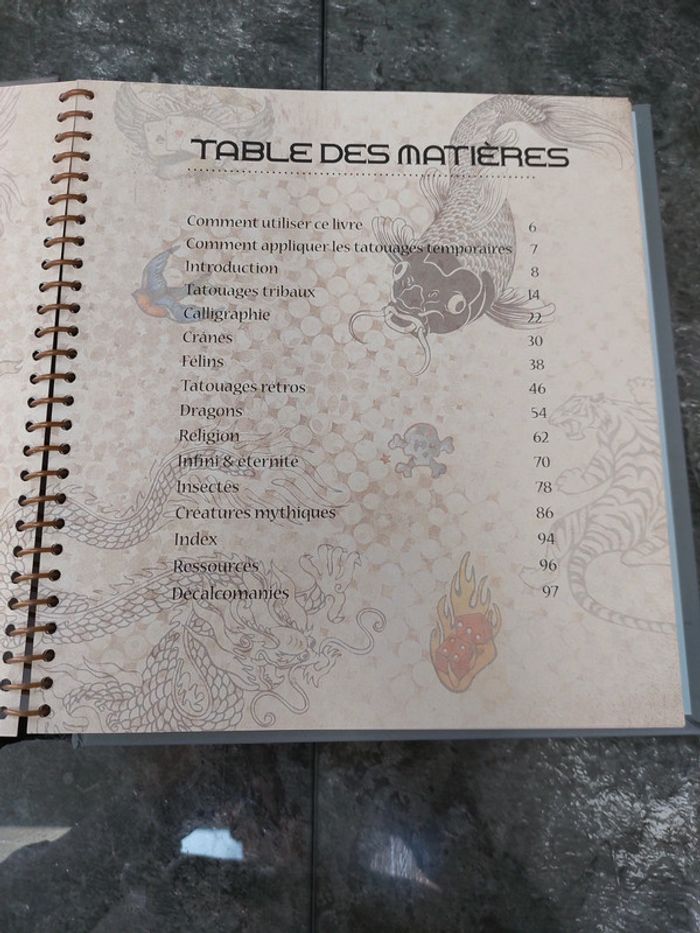 TABLE DES MATIÈRES
Comment utiliser ce livre 6
Comment appliquer les tatouages temporaires 7
Introduction 8
Tatouages tribaux 14
Calligraphie 22
Crânes 30
Félins 38
Tatouages rétros 46
Dragons 54
Religion 62
Infini & éternité 70
Insectes 78
Créatures mythiques 86
Index 94
Ressources 96
Décalcomanies 97